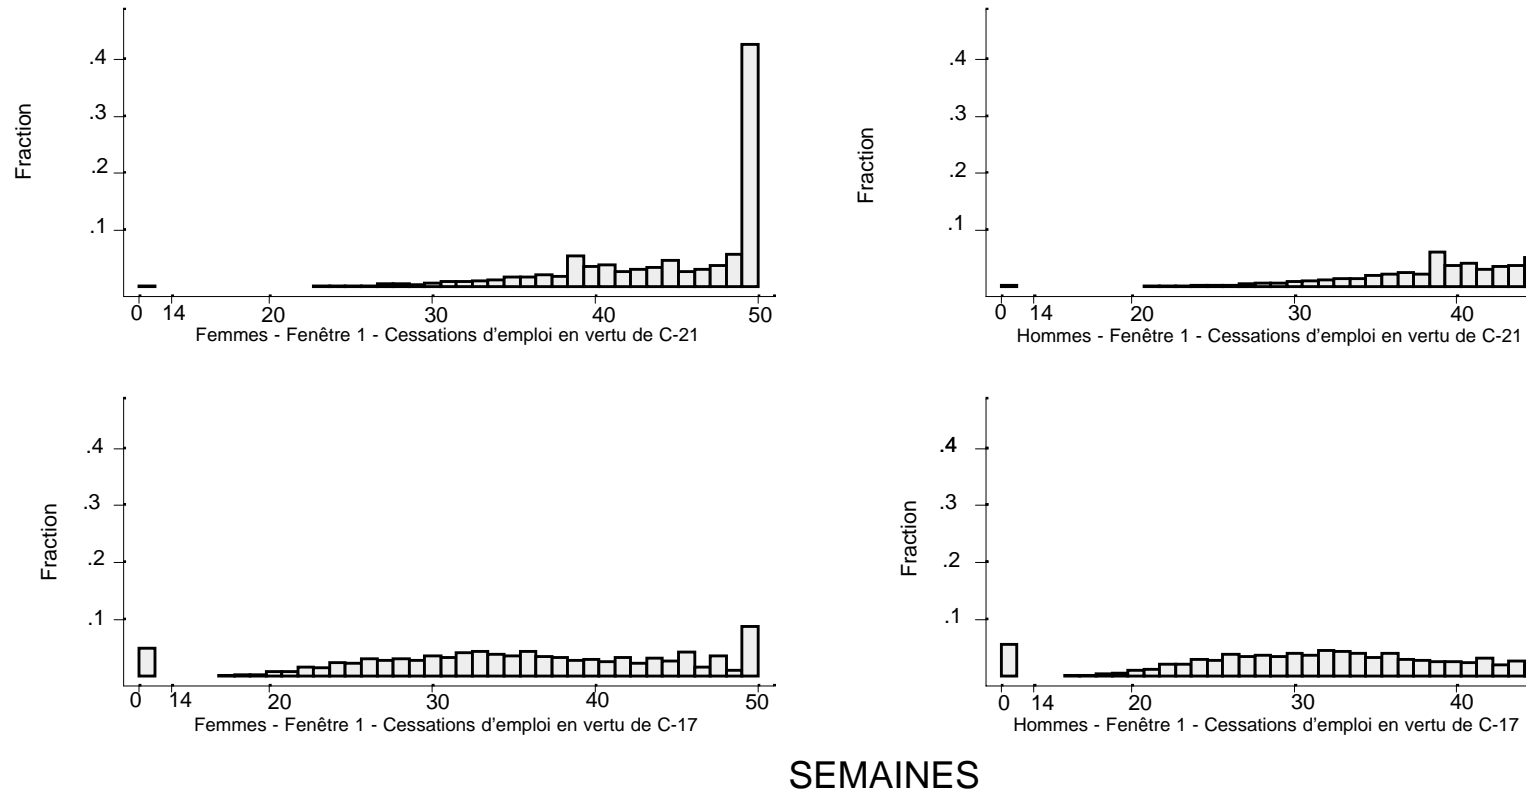 .4
.3
.2
.1
Fraction
0 14 20 30 40 50
Femmes - Fenêtre 1 - Cessations d'emploi en vertu de C-21
.4
.3
.2
.1
Fraction
0 14 20 30 40
Hommes - Fenêtre 1 - Cessations d'emploi en vertu de C-21
.4
.3
.2
.1
Fraction
0 14 20 30 40 50
Femmes - Fenêtre 1 - Cessations d'emploi en vertu de C-17
.4
.3
.2
.1
Fraction
0 14 20 30 40
Hommes - Fenêtre 1 - Cessations d'emploi en vertu de C-17
SEMAINES